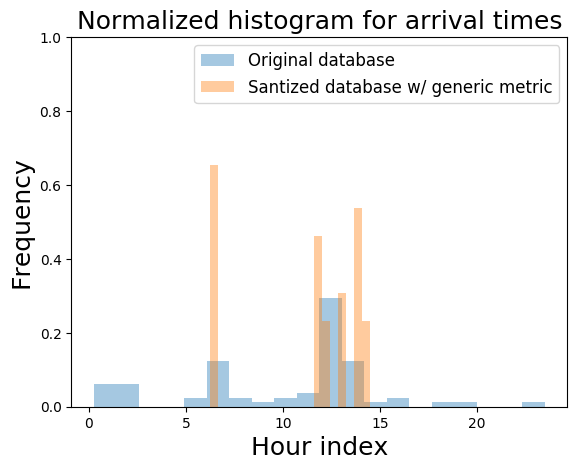 Normalized histogram for arrival times
Original database
Santized database w/ generic metric
Frequency
1.0
0.8
0.6
0.4
0.2
0.0
0 5 10 15 20
Hour index